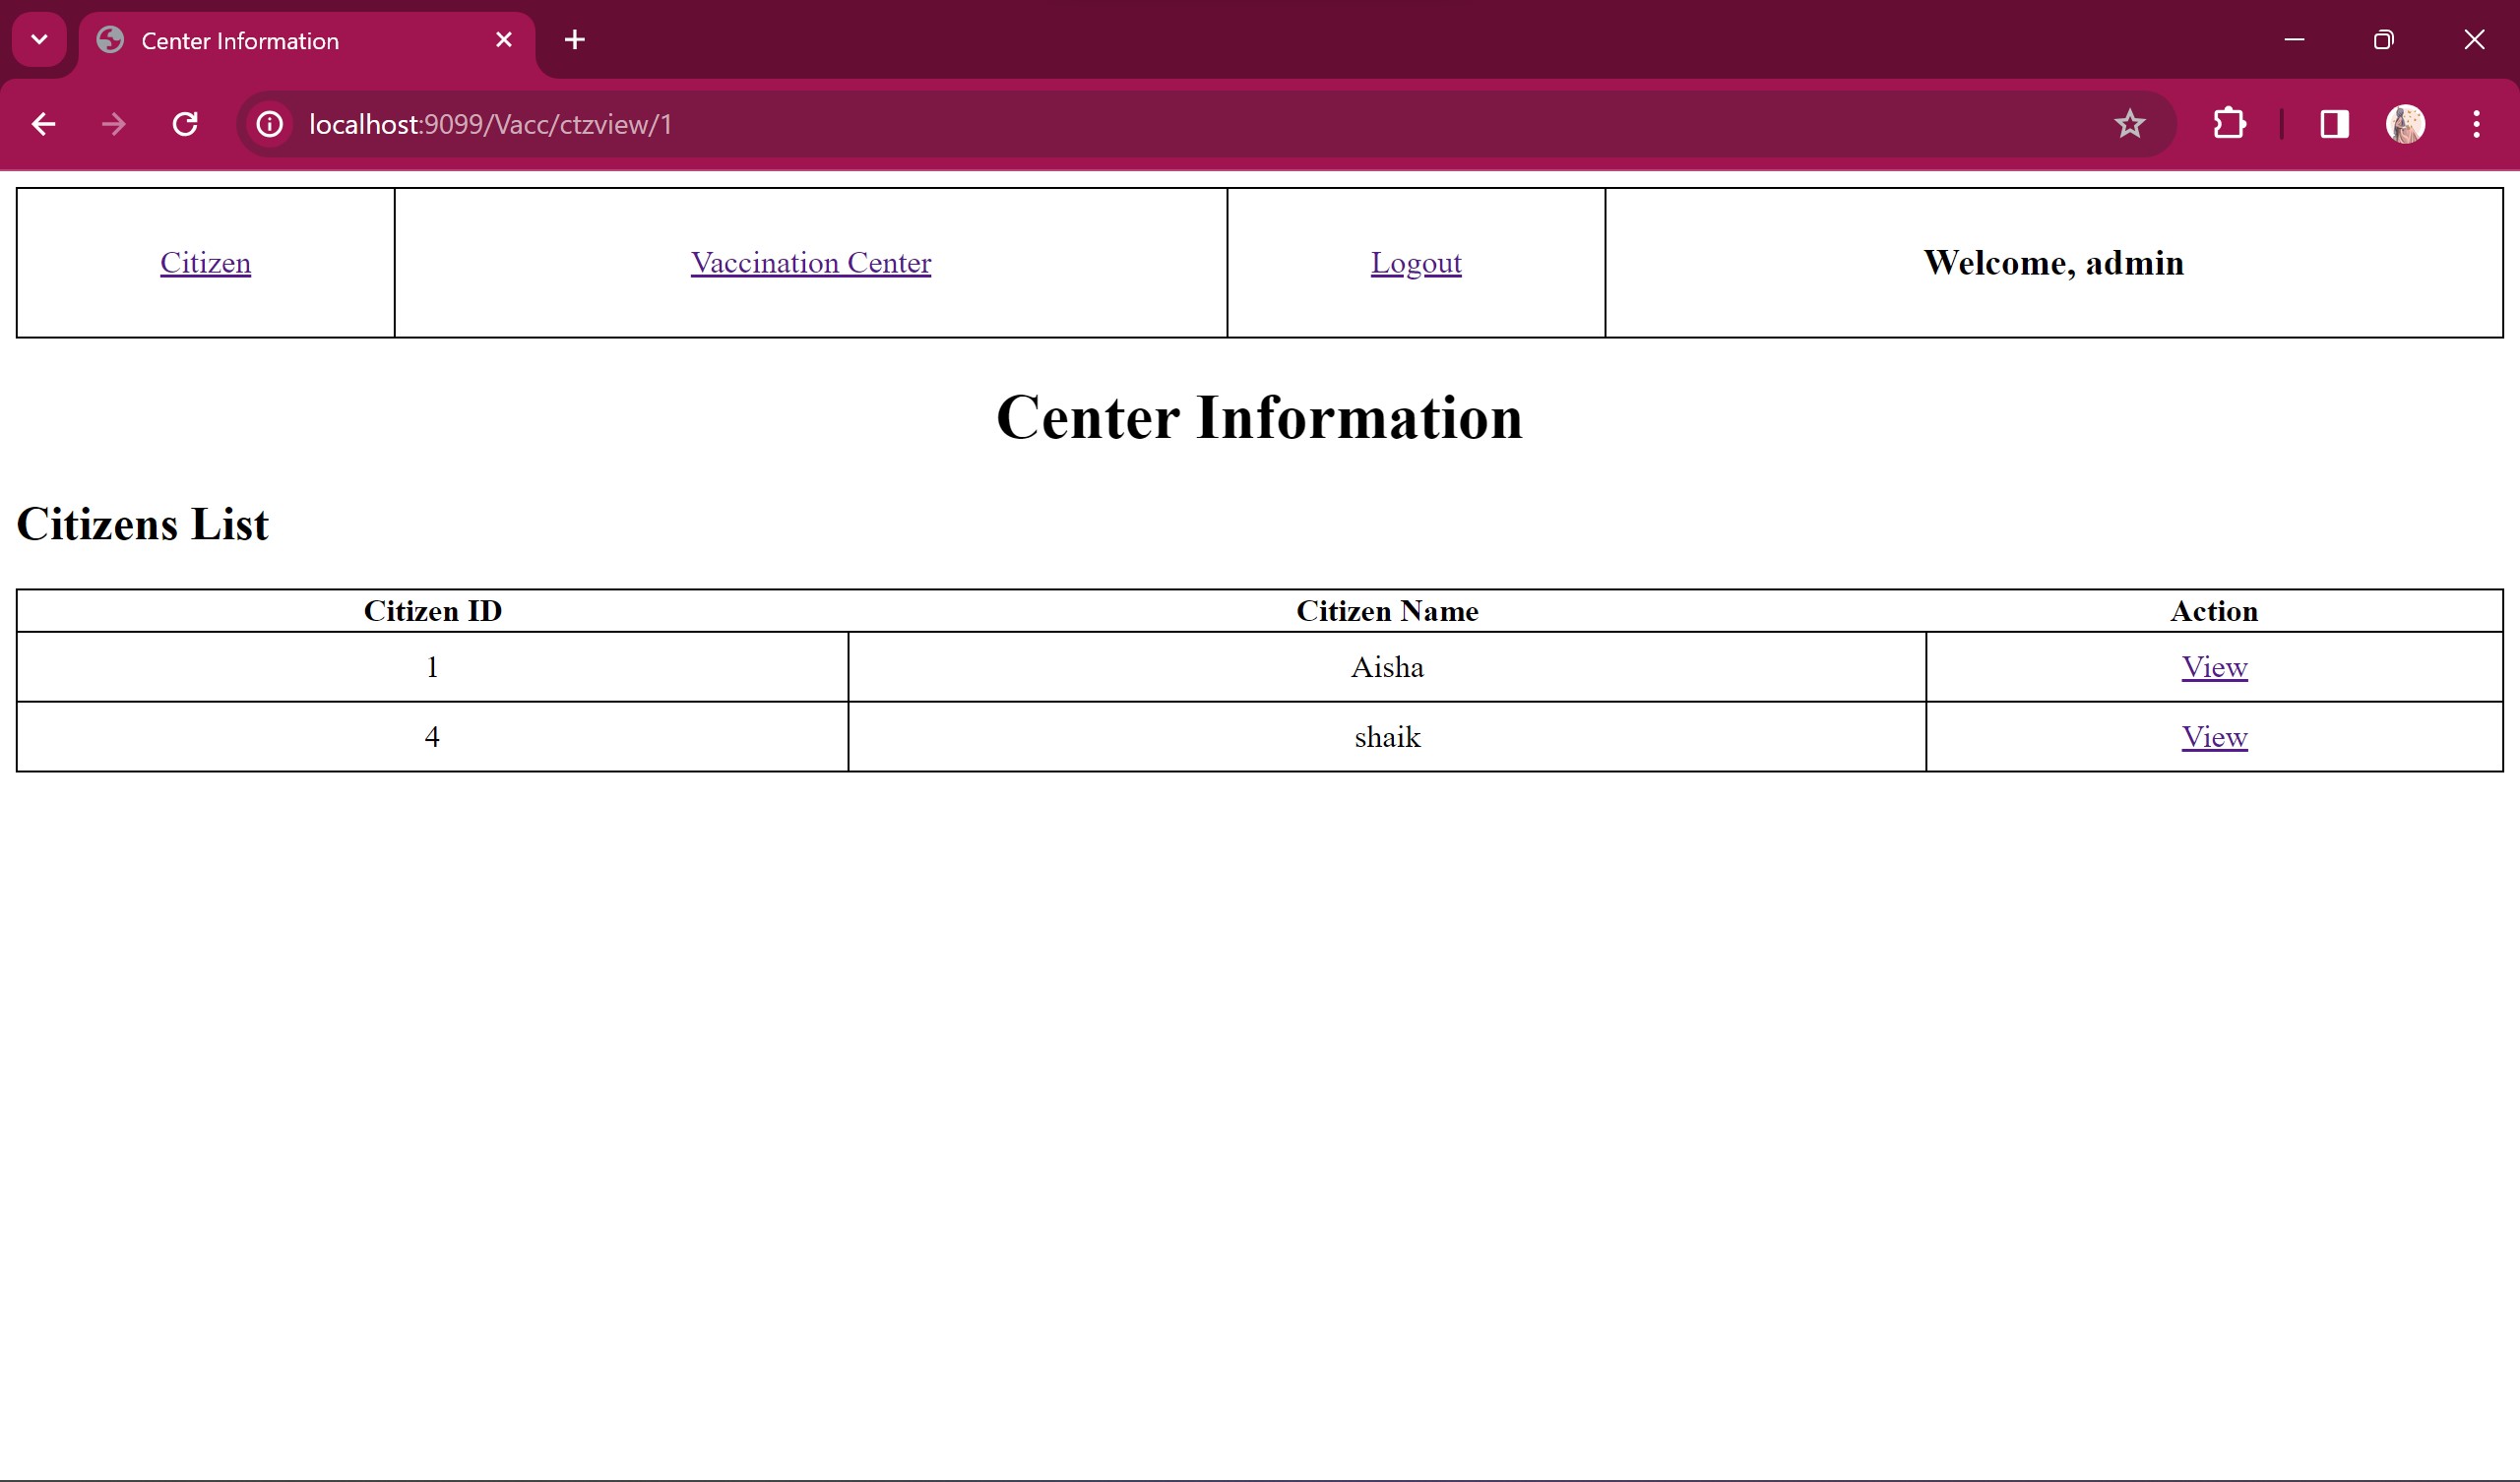 Center Information
localhost:9099/Vacc/ctzview/1
Citizen Vaccination Center Logout Welcome, admin
Center Information
Citizens List
Citizen ID Citizen Name Action
1 Aisha View
4 shaik View